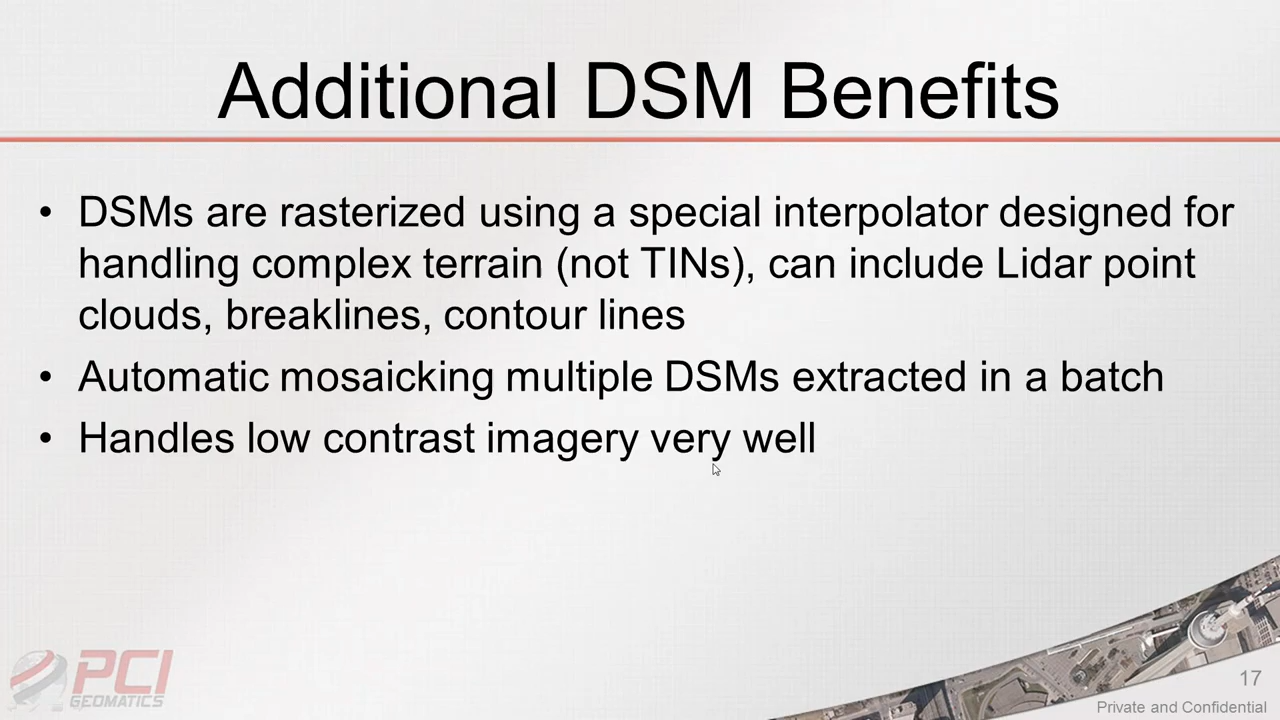 Additional DSM Benefits
• DSMs are rasterized using a special interpolator designed for
handling complex terrain (not TINs), can include Lidar point
clouds, breaklines, contour lines
• Automatic mosaicking multiple DSMs extracted in a batch
• Handles low contrast imagery very well
PCI
GEOMATICS
17
Private and Confidential